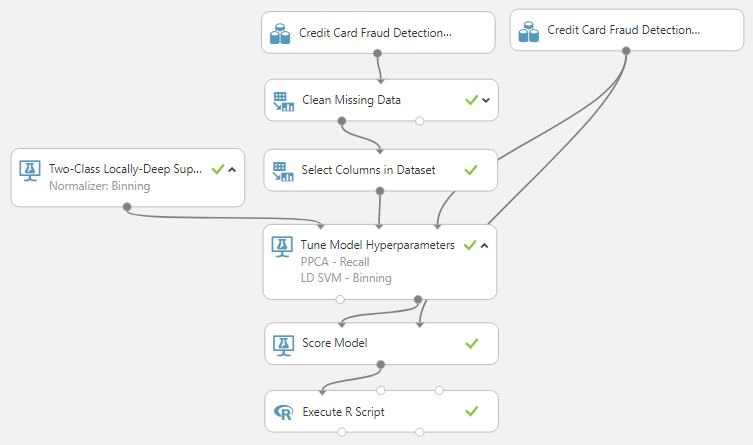 Credit Card Fraud Detection...
Credit Card Fraud Detection...
Clean Missing Data
Select Columns in Dataset
Two-Class Locally-Deep Sup...
Normalizer: Binning
Tune Model Hyperparameters
PPCA - Recall
LD SVM - Binning
Score Model
R
Execute R Script